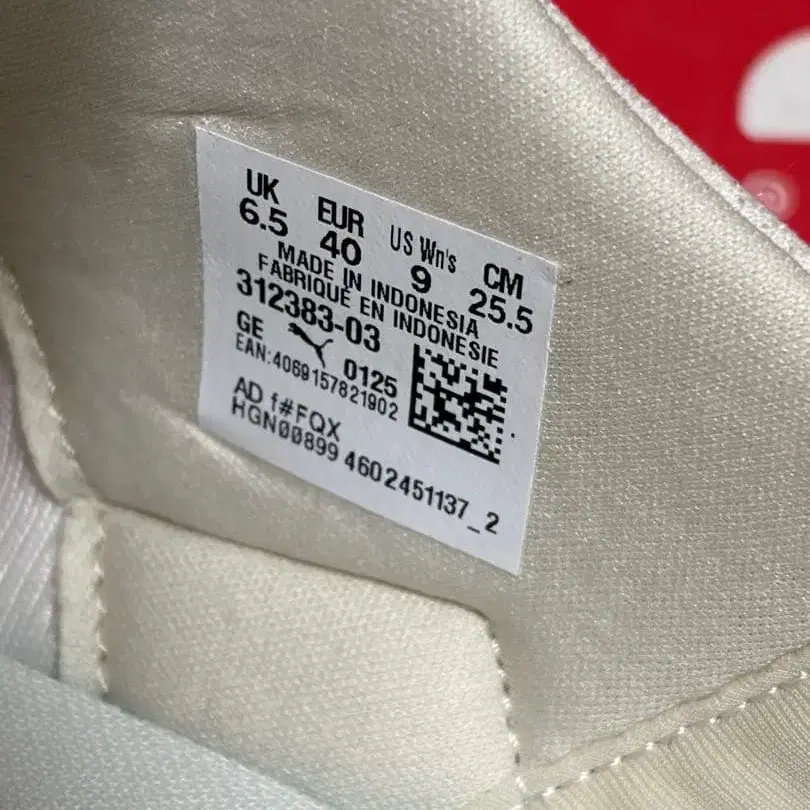 UK EUR US Wn's CM
6.5 40 9 25.5
MADE IN INDONESIA
FABRIQUÉ EN INDONESIE
312383-03
GE 0125
EAN:4069157821902
AD f#FQX
HGN00899 4602451137_2